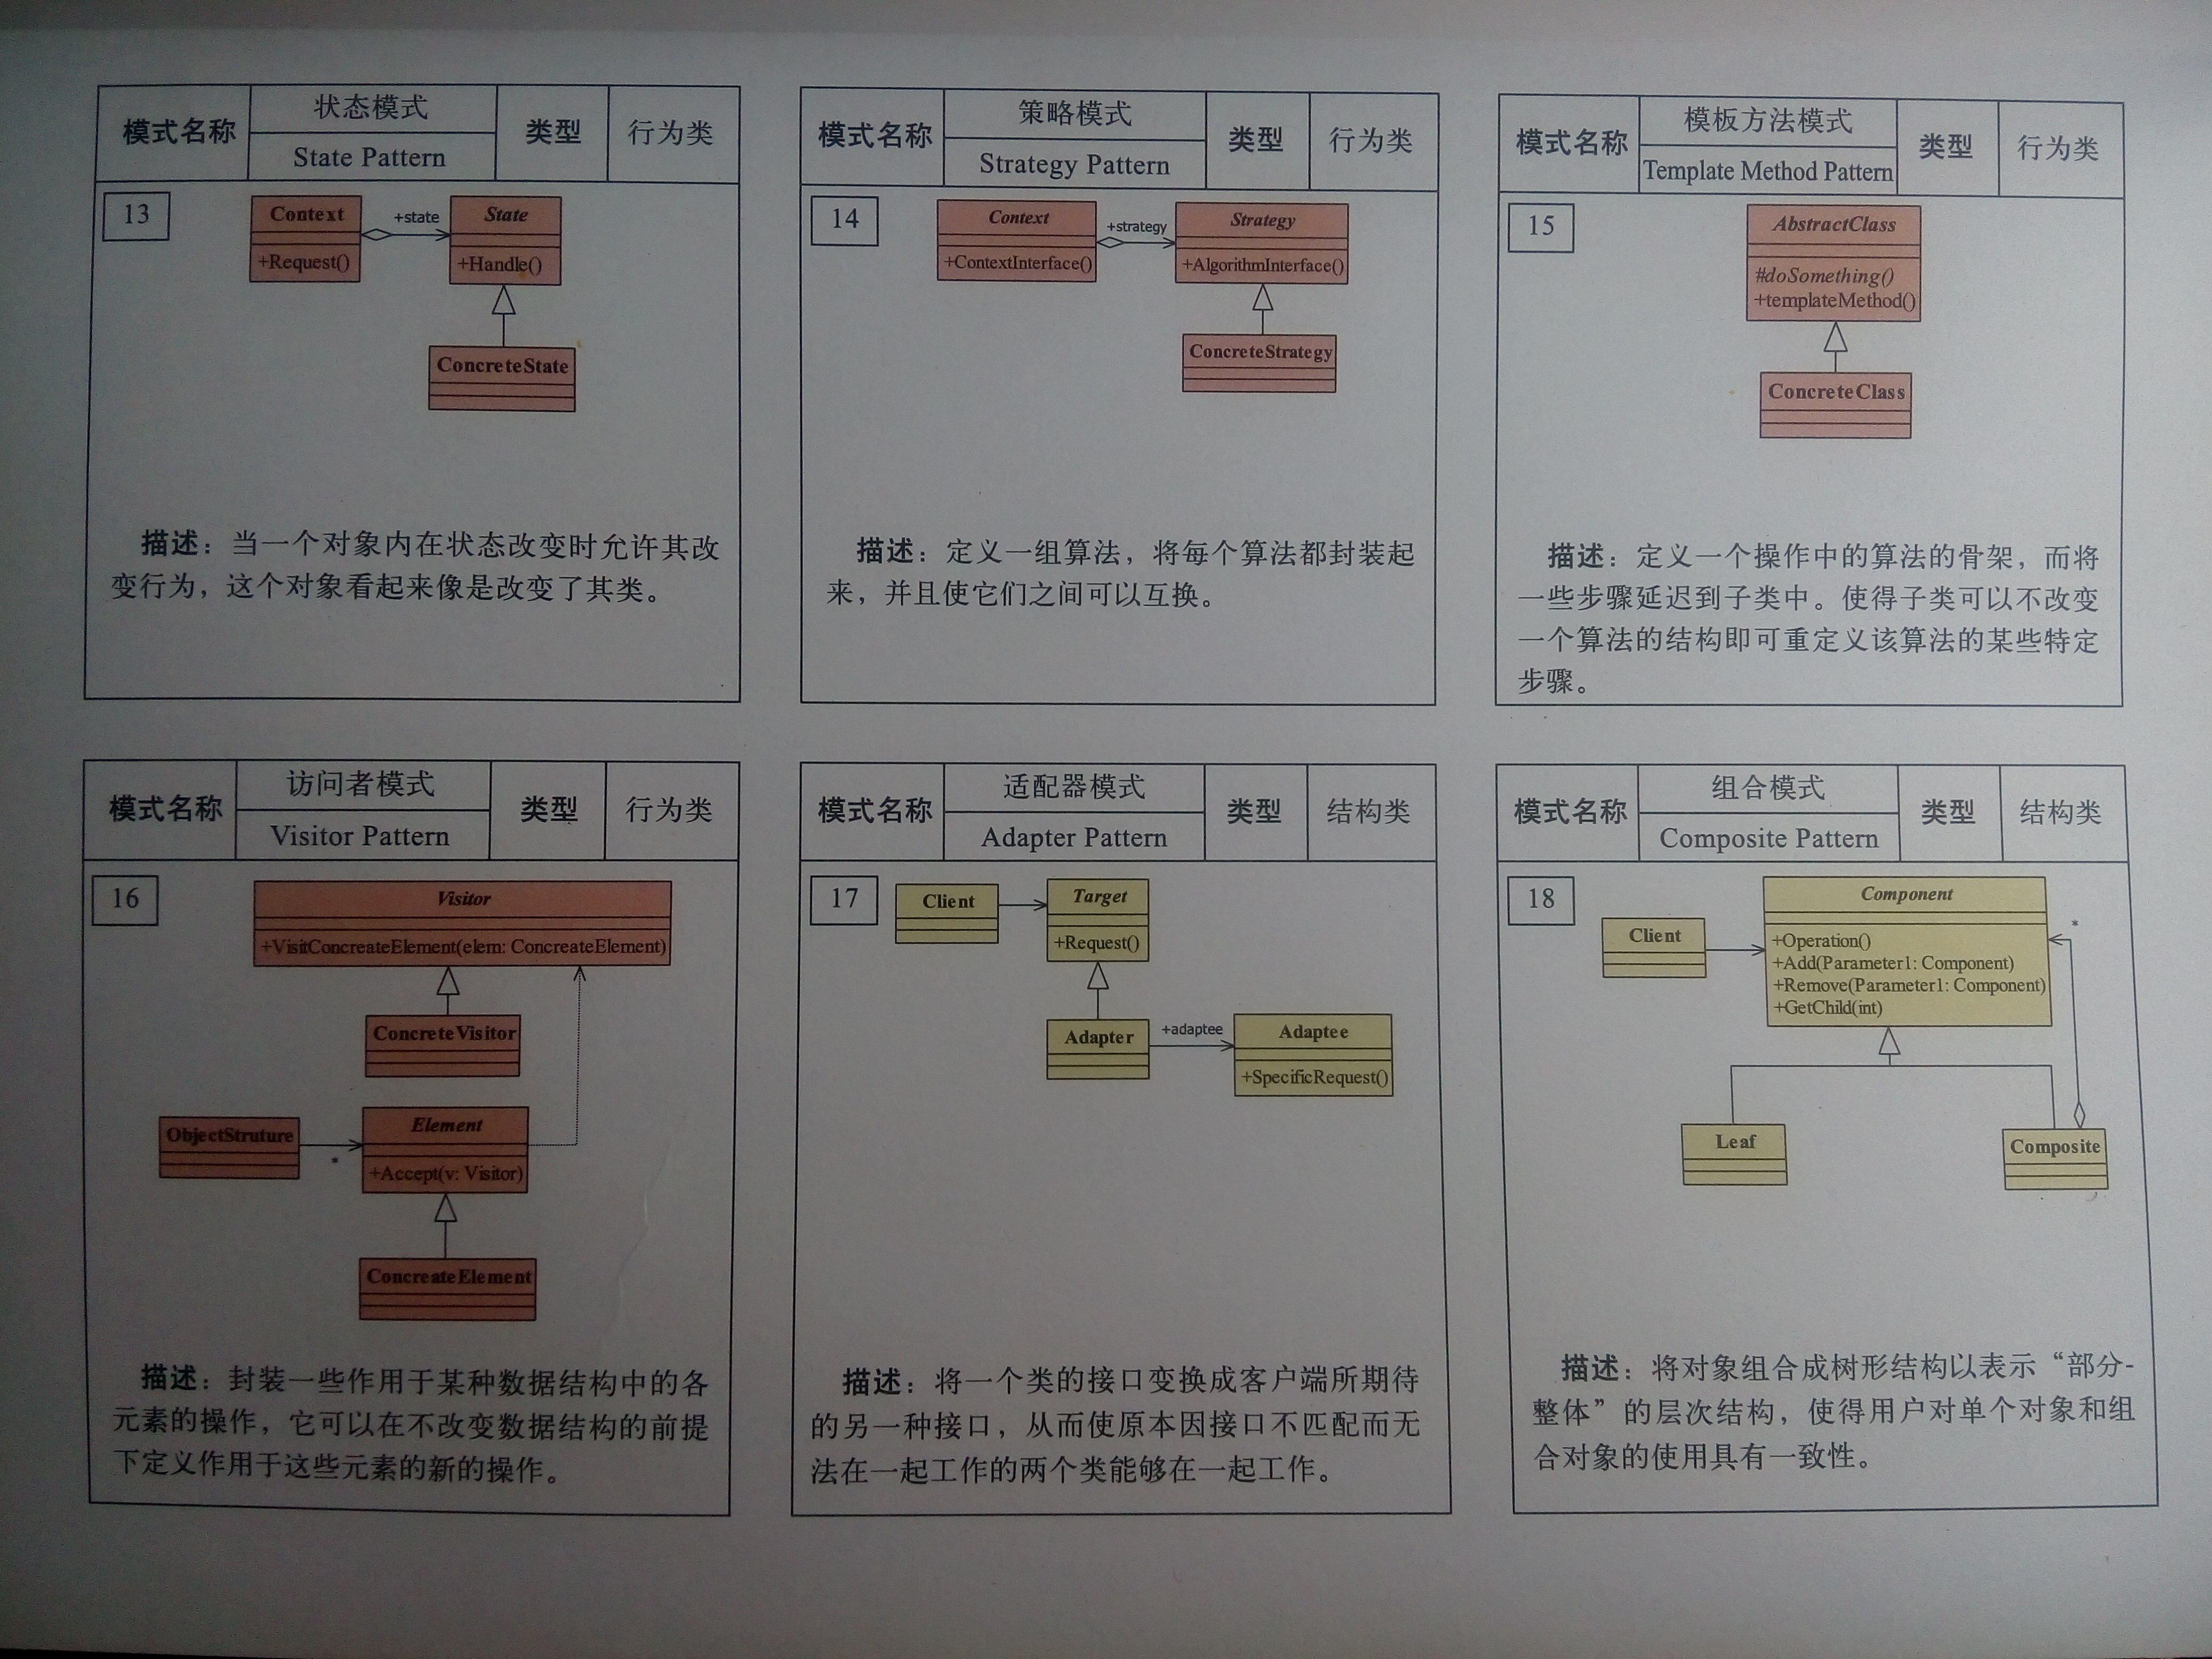 模式名称
状态模式
State Pattern
类型
行为类
13
Context
+Request()
+state
State
+Handle()
ConcreteState
描述：当一个对象内在状态改变时允许其改
变行为，这个对象看起来像是改变了其类。
模式名称
策略模式
Strategy Pattern
类型
行为类
14
Context
+ContextInterface()
+strategy
Strategy
+AlgorithmInterface()
ConcreteStrategy
描述：定义一组算法，将每个算法都封装起
来，并且使它们之间可以互换。
模式名称
模板方法模式
Template Method Pattern
类型
行为类
15
AbstractClass
#doSomething()
+templateMethod()
ConcreteClass
描述：定义一个操作中的算法的骨架，而将
一些步骤延迟到子类中。使得子类可以不改变
一个算法的结构即可重定义该算法的某些特定
步骤。
模式名称
访问者模式
Visitor Pattern
类型
行为类
16
Visitor
+VisitConcreateElement(elem: ConcreateElement)
ConcreteVisitor
ObjectStruture
*
Element
+Accept(v: Visitor)
ConcreateElement
描述：封装一些作用于某种数据结构中的各
元素的操作，它可以在不改变数据结构的前提
下定义作用于这些元素的新的操作。
模式名称
适配器模式
Adapter Pattern
类型
结构类
17
Client
Target
+Request()
Adapter
+adaptee
Adaptee
+SpecificRequest()
描述：将一个类的接口变换成客户端所期待
的另一种接口，从而使原本因接口不匹配而无
法在一起工作的两个类能够在一起工作。
模式名称
组合模式
Composite Pattern
类型
结构类
18
Client
Component
+Operation()
+Add(Parameter1: Component)
+Remove(Parameter1: Component)
+GetChild(int)
*
Leaf
Composite
描述：将对象组合成树形结构以表示“部分-
整体”的层次结构，使得用户对单个对象和组
合对象的使用具有一致性。